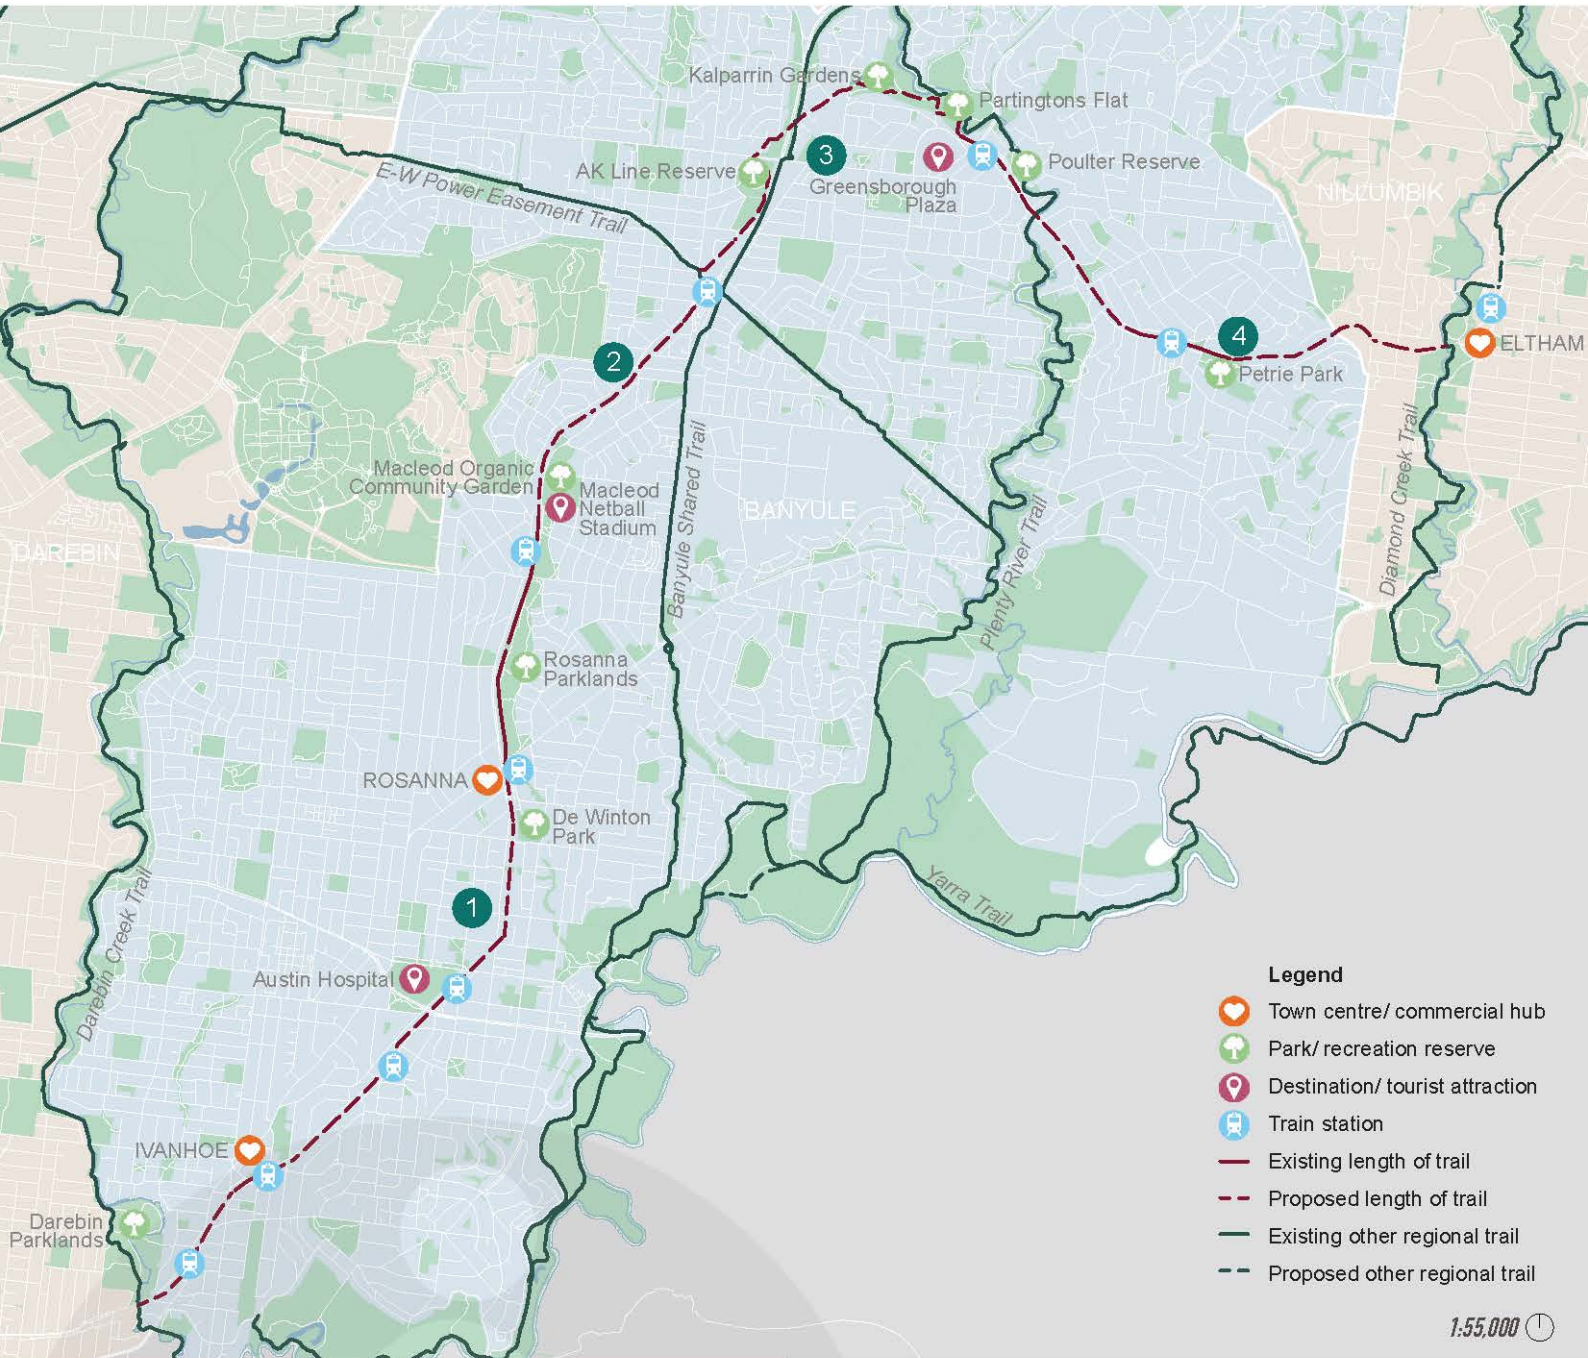 Kalparrin Gardens
Partingtons Flat
3
AK Line Reserve
Poulter Reserve
Greensborough
Plaza
E-W Power Easement Trail
NILLUMBIK
2
4
ELTHAM
Petrie Park
Macleod Organic
Community Garden
Macleod
Netball
Stadium
Banyule Shared Trail
BANYULE
Plenty River Trail
Diamond Creek Trail
DAREBIN
Rosanna
Parklands
ROSANNA
De Winton
Park
1
Yarra Trail
Darebin Creek Trail
Austin Hospital
IVANHOE
Darebin
Parklands
Legend
Town centre/ commercial hub
Park/ recreation reserve
Destination/ tourist attraction
Train station
Existing length of trail
Proposed length of trail
Existing other regional trail
Proposed other regional trail
1:55,000